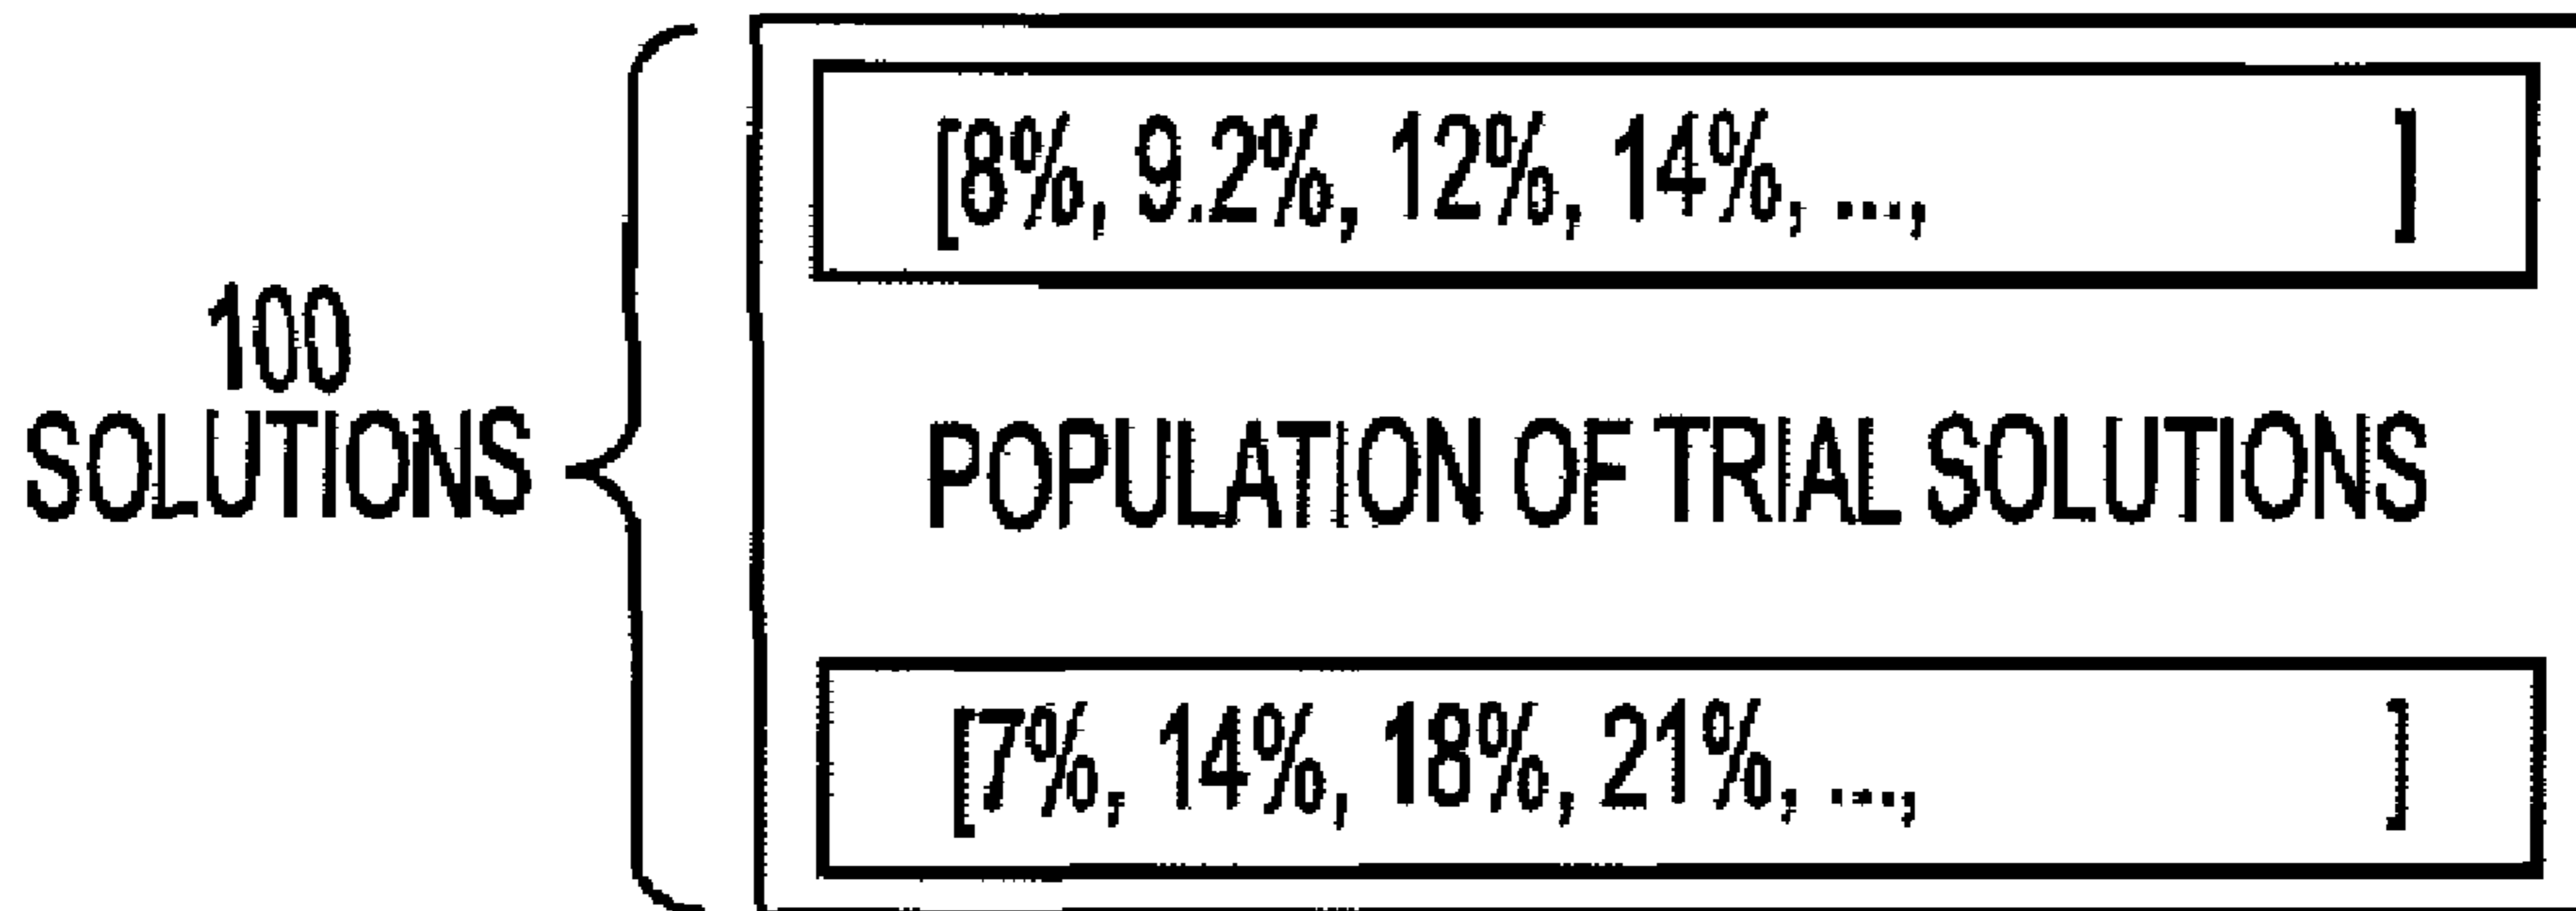 [8%, 9.2%, 12%, 14%, ..., ]
100
SOLUTIONS
POPULATION OF TRIAL SOLUTIONS
[7%, 14%, 18%, 21%, ..., ]